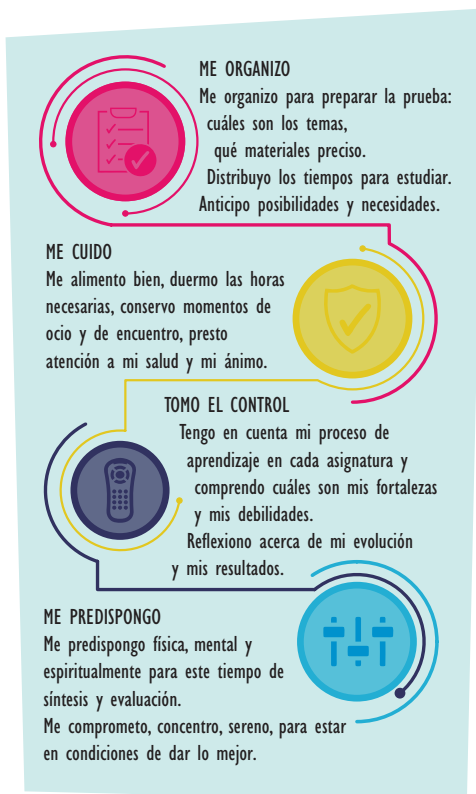 ME ORGANIZO
Me organizo para preparar la prueba:
cuáles son los temas,
qué materiales preciso.
Distribuyo los tiempos para estudiar.
Anticipo posibilidades y necesidades.
ME CUIDO
Me alimento bien, duermo las horas
necesarias, conservo momentos de
ocio y de encuentro, presto
atención a mi salud y mi ánimo.
TOMO EL CONTROL
Tengo en cuenta mi proceso de
aprendizaje en cada asignatura y
comprendo cuáles son mis fortalezas
y mis debilidades.
Reflexiono acerca de mi evolución
y mis resultados.
ME PREDISPONGO
Me predispongo física, mental y
espiritualmente para este tiempo de
síntesis y evaluación.
Me comprometo, concentro, sereno, para estar
en condiciones de dar lo mejor.